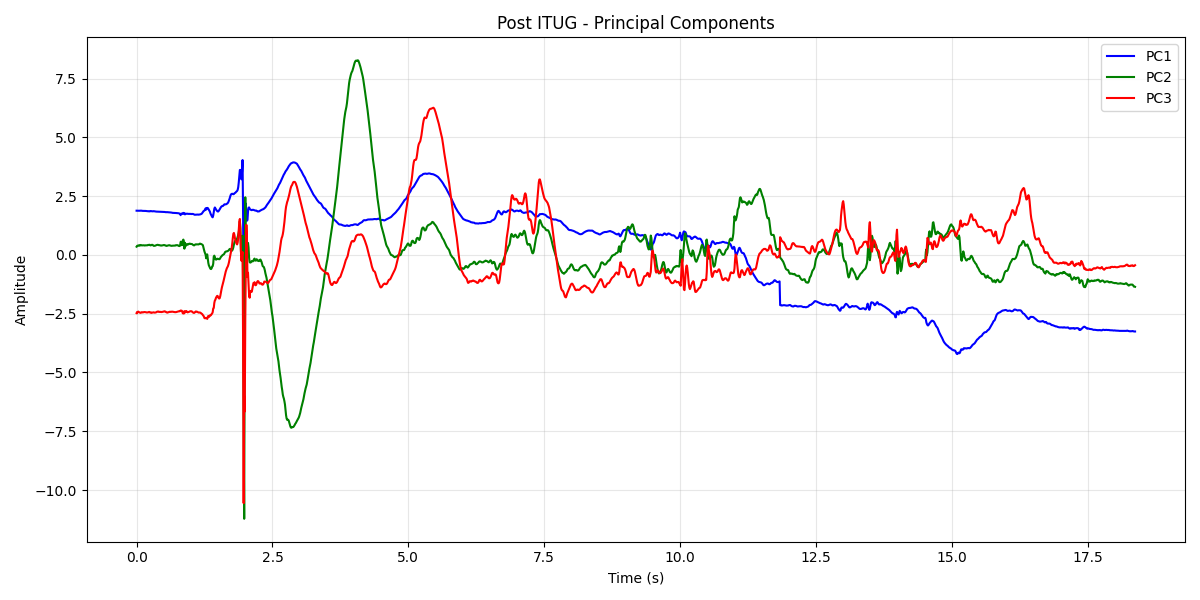 Post ITUG - Principal Components
PC1
PC2
PC3
Amplitude
7.5
5.0
2.5
0.0
−2.5
−5.0
−7.5
−10.0
0.0 2.5 5.0 7.5 10.0 12.5 15.0 17.5
Time (s)